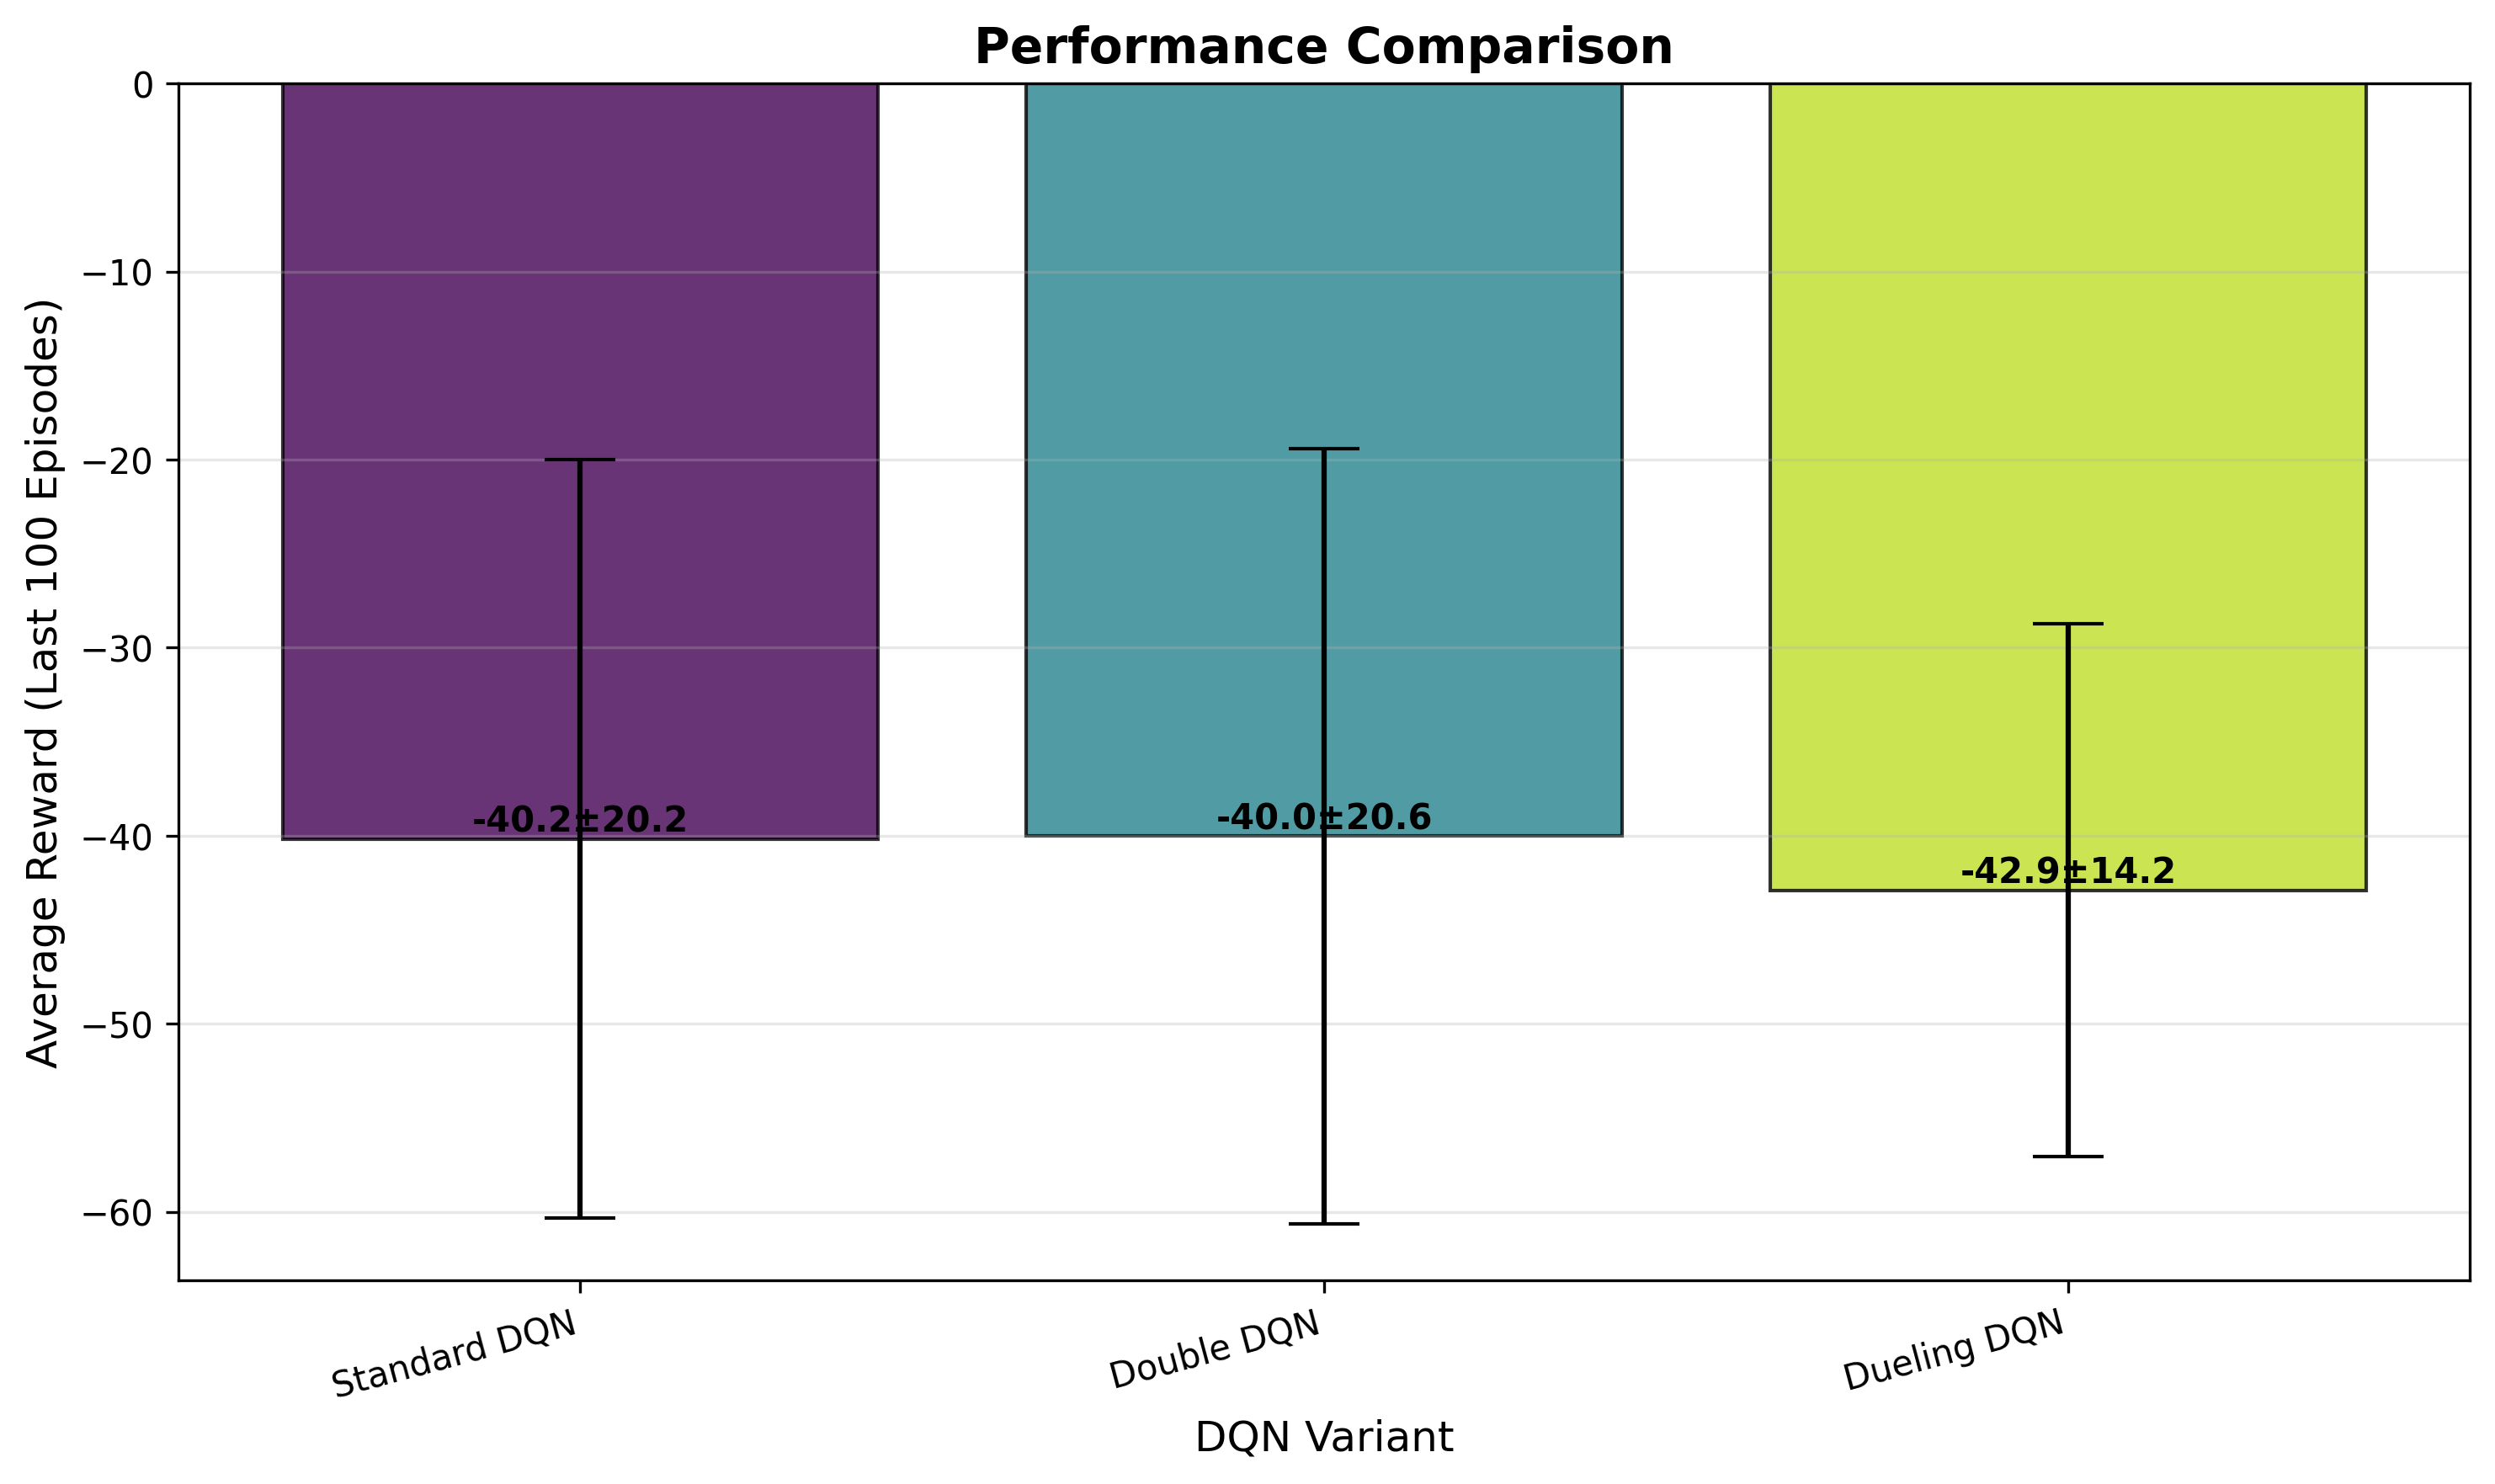 Performance Comparison
Average Reward (Last 100 Episodes)
0
−10
−20
−30
−40
−50
−60
-40.2±20.2
-40.0±20.6
-42.9±14.2
Standard DQN
Double DQN
Dueling DQN
DQN Variant